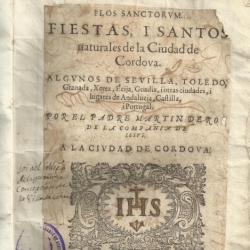 FLOS SANCTORVM.
FIESTAS, I SANTOS
naturales de la Ciudad de
Cordova.
ALGVNOS DE SEVILLA, TOLEDO,
Granada, Xerez, Ecija, Guadix, i otras ciudades, i
lugares de Andaluzia, Castilla,
i Portugal.
POR EL PADRE MARTIN DE ROA
DE LA COMPAÑIA DE
IESVS.
A LA CIVDAD DE CORDOVA.
IHS